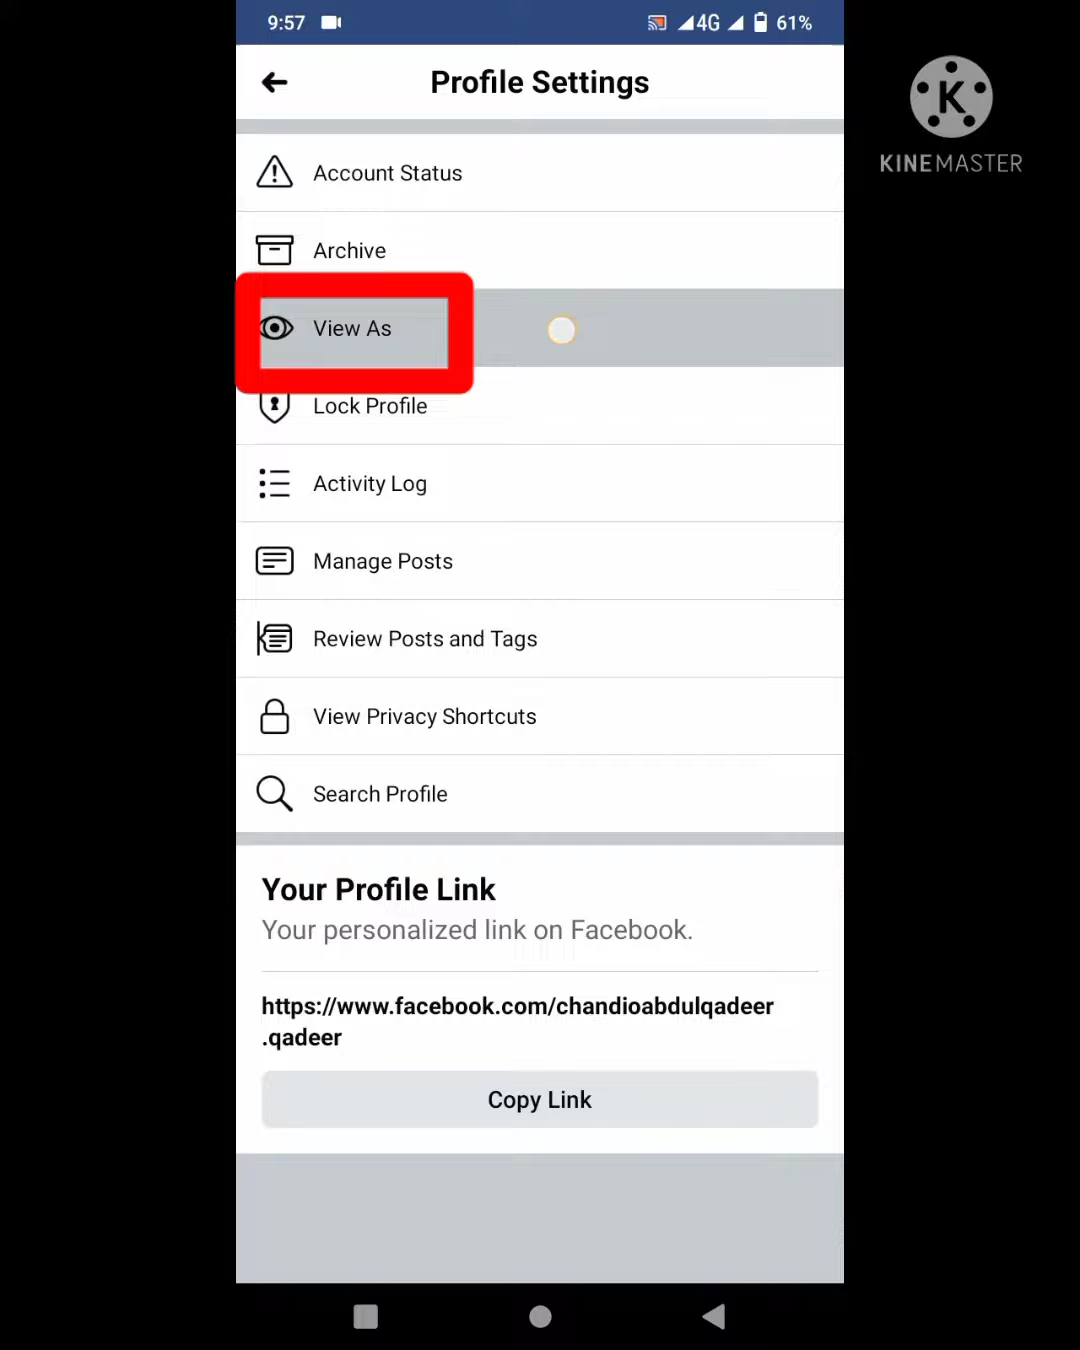 9:57
4G
61%
Profile Settings
K
KINEMASTER
Account Status
Archive
View As
Lock Profile
Activity Log
Manage Posts
Review Posts and Tags
View Privacy Shortcuts
Search Profile
Your Profile Link
Your personalized link on Facebook.
https://www.facebook.com/chandioabdulqadeer
.qadeer
Copy Link